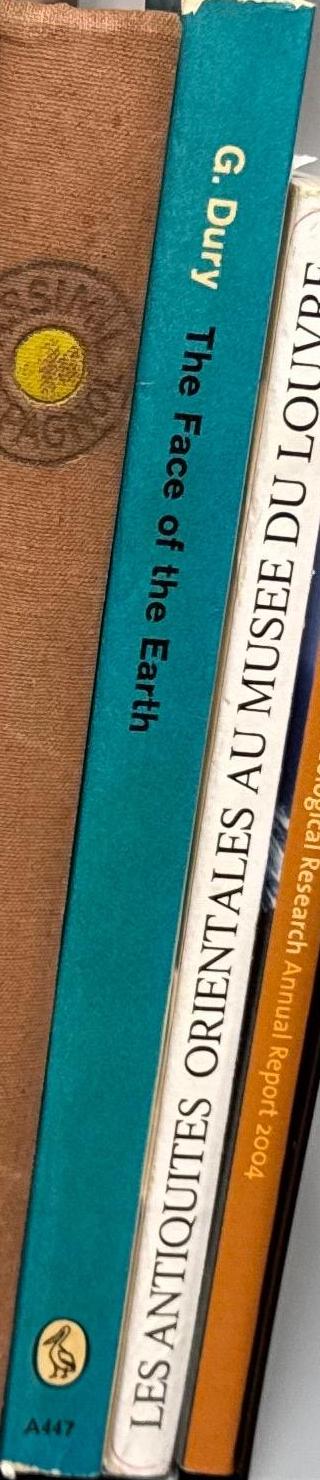 G. Dury The Face of the Earth
A447
LES ANTIQUITES ORIENTALES AU MUSEE DU LOUVRE
Research Annual Report 2004